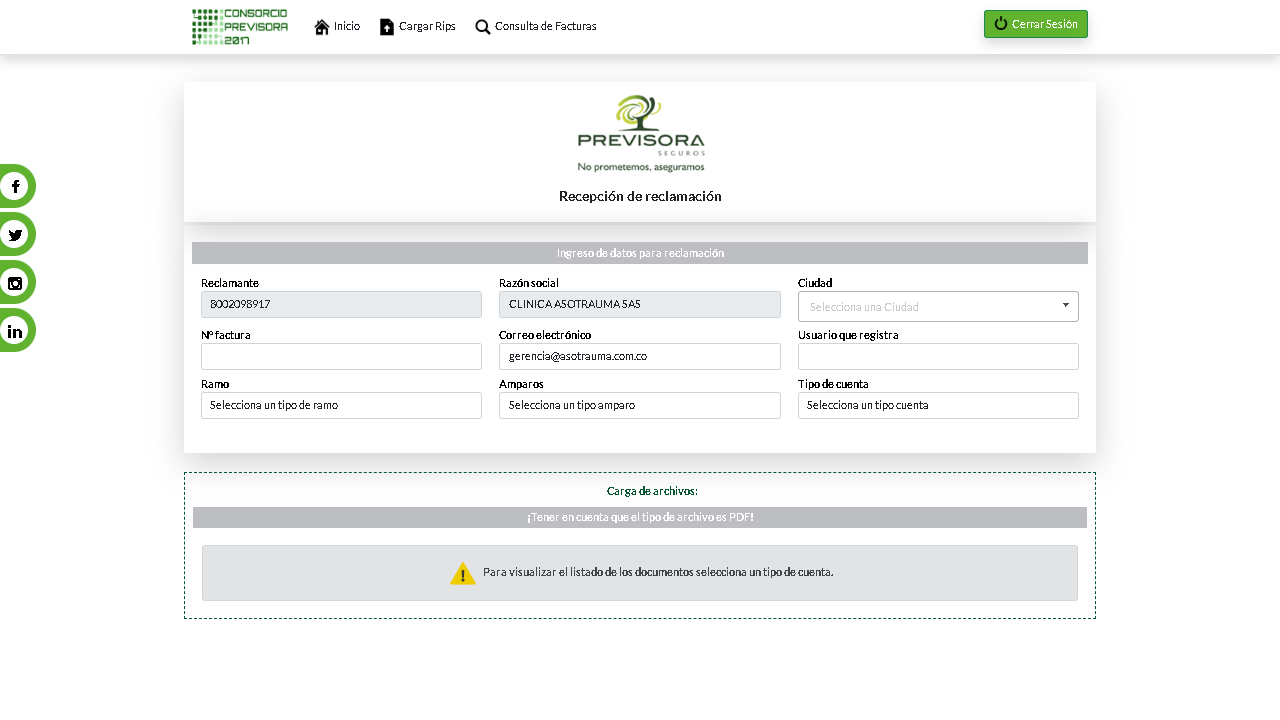 CONSORCIO
PREVISORA
2017
Inicio
Cargar Rips
Consulta de Facturas
Cerrar Sesión
PREVISORA
SEGUROS
No prometemos, aseguramos
Recepción de reclamación
Ingreso de datos para reclamación
Reclamante
Razón social
Ciudad
8002098917
CLINICA ASOTRAUMA SAS
Selecciona una Ciudad
Nº factura
Correo electrónico
Usuario que registra
gerencia@asotrauma.com.co
Ramo
Amparos
Tipo de cuenta
Selecciona un tipo de ramo
Selecciona un tipo amparo
Selecciona un tipo cuenta
Carga de archivos:
¡Tener en cuenta que el tipo de archivo es PDF!
Para visualizar el listado de los documentos selecciona un tipo de cuenta.